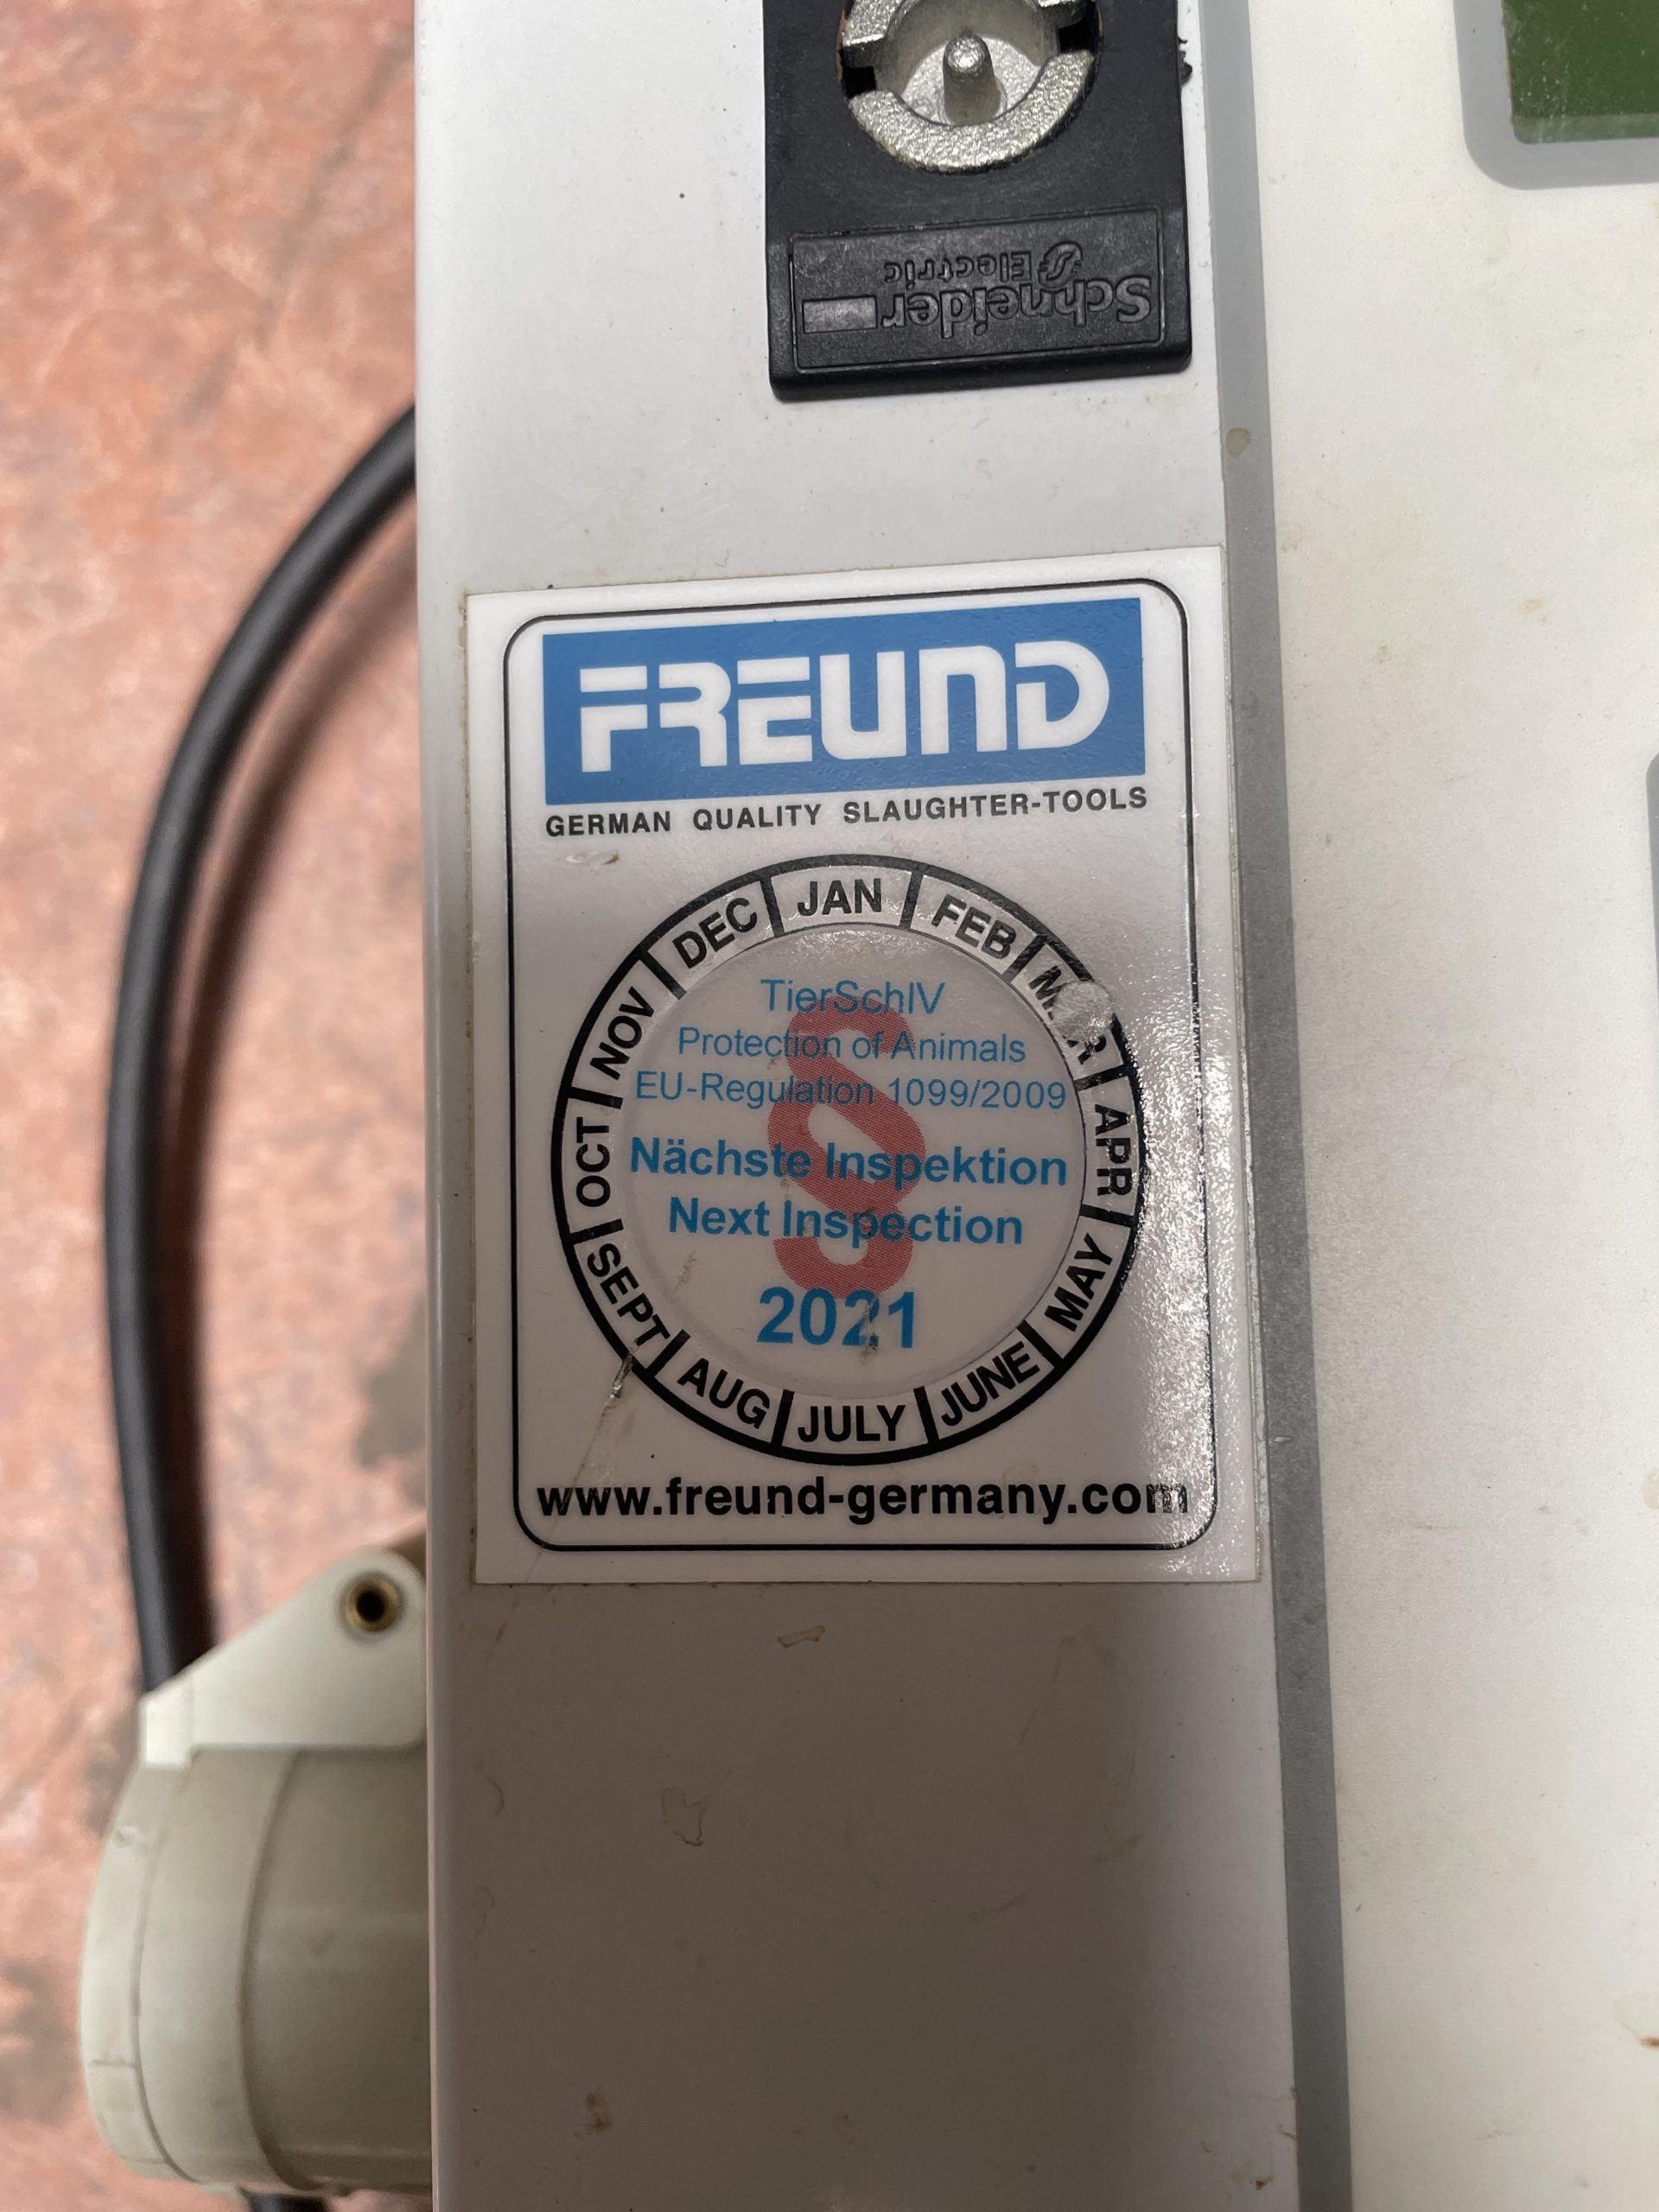 Schneider
Electric
FREUND
GERMAN QUALITY SLAUGHTER-TOOLS
JAN
FEB
MAR
APR
MAY
JUNE
JULY
AUG
SEPT
OCT
NOV
DEC
TierSchlV
Protection of Animals
EU-Regulation 1099/2009
§
Nächste Inspektion
Next Inspection
2021
www.freund-germany.com